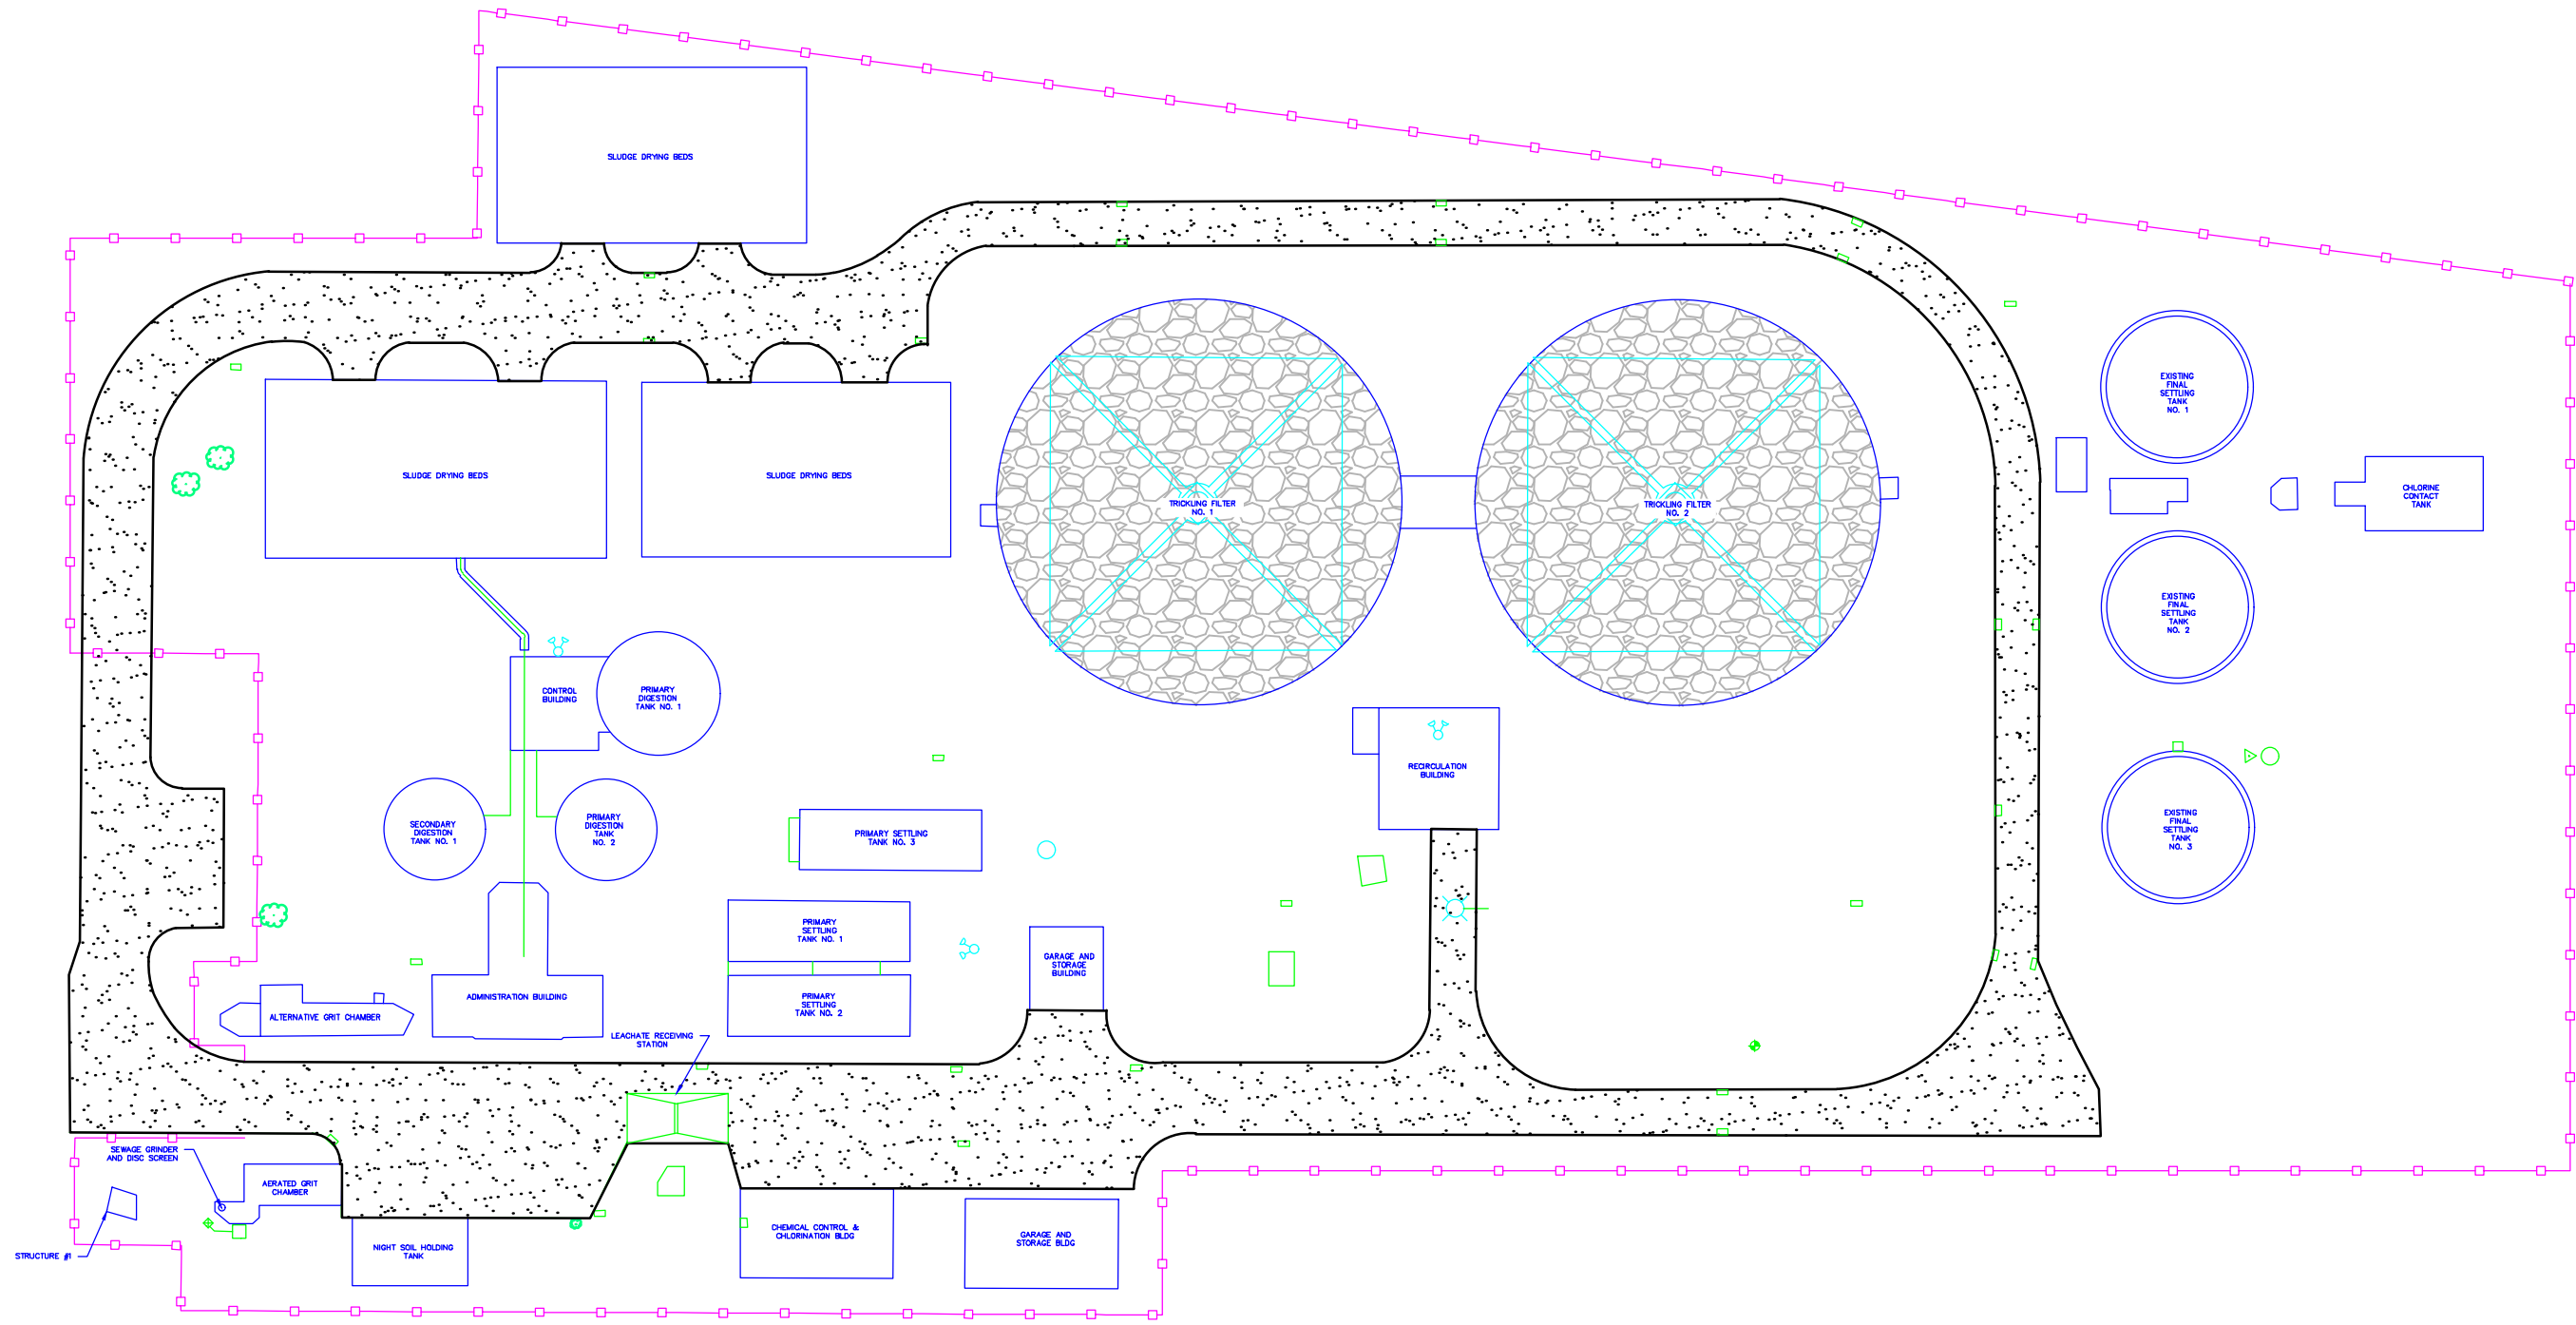 SLUDGE DRYING BEDS
EXISTING
FINAL
SETTLING
TANK
NO. 1
SLUDGE DRYING BEDS
SLUDGE DRYING BEDS
TRICKLING FILTER
NO. 1
TRICKLING FILTER
NO. 2
CHLORINE
CONTACT
TANK
EXISTING
FINAL
SETTLING
TANK
NO. 2
CONTROL
BUILDING
PRIMARY
DIGESTION
TANK NO. 1
RECIRCULATION
BUILDING
SECONDARY
DIGESTION
TANK NO. 1
PRIMARY
DIGESTION
TANK
NO. 2
PRIMARY SETTLING
TANK NO. 3
EXISTING
FINAL
SETTLING
TANK
NO. 3
PRIMARY
SETTLING
TANK NO. 1
GARAGE AND
STORAGE
BUILDING
ADMINISTRATION BUILDING
PRIMARY
SETTLING
TANK NO. 2
ALTERNATIVE GRIT CHAMBER
LEACHATE RECEIVING
STATION
SEWAGE GRINDER
AND DISC SCREEN
AERATED GRIT
CHAMBER
STRUCTURE #1
NIGHT SOIL HOLDING
TANK
CHEMICAL CONTROL &
CHLORINATION BLDG
GARAGE AND
STORAGE BLDG